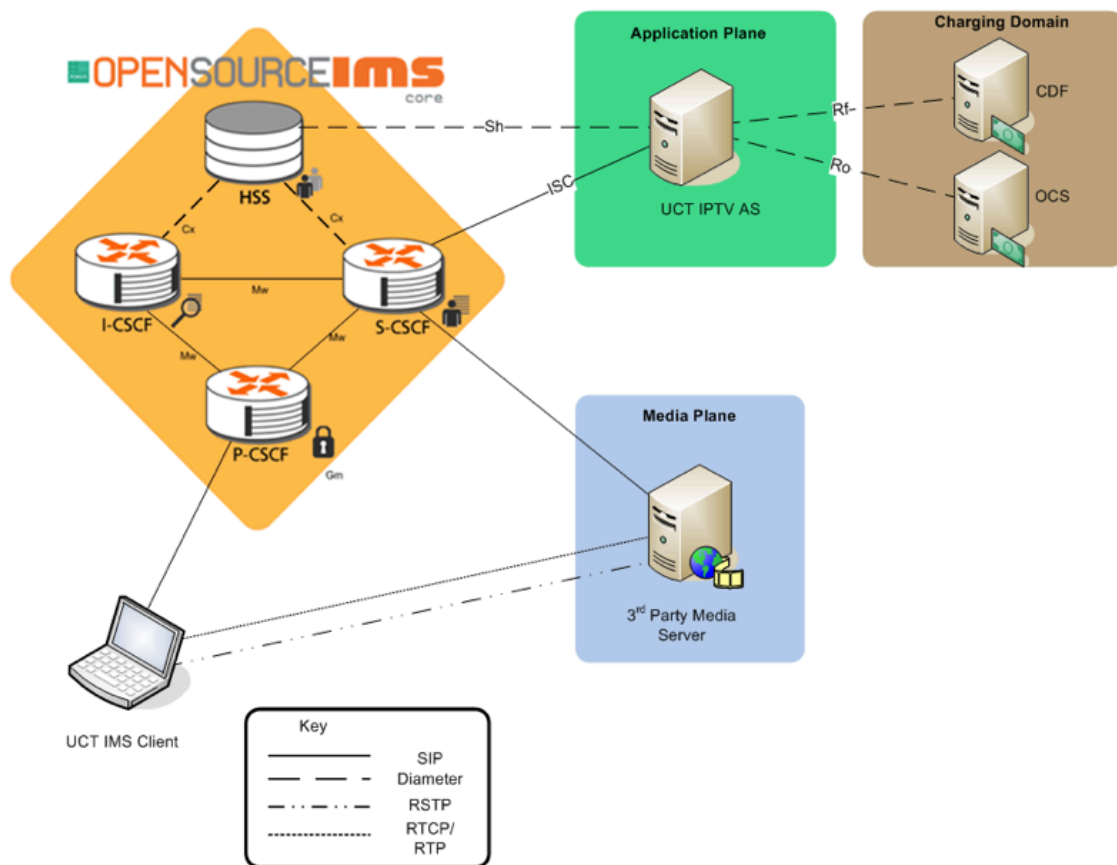 OPENSOURCEIMS
core
Application Plane
Charging Domain
CDF
Sh
Rf
ISC
Ro
HSS
UCT IPTV AS
OCS
Cx
Cx
Mw
I-CSCF
S-CSCF
Mw
Mw
P-CSCF
Gm
Media Plane
3rd Party Media
Server
UCT IMS Client
Key
SIP
Diameter
RSTP
RTCP/
RTP